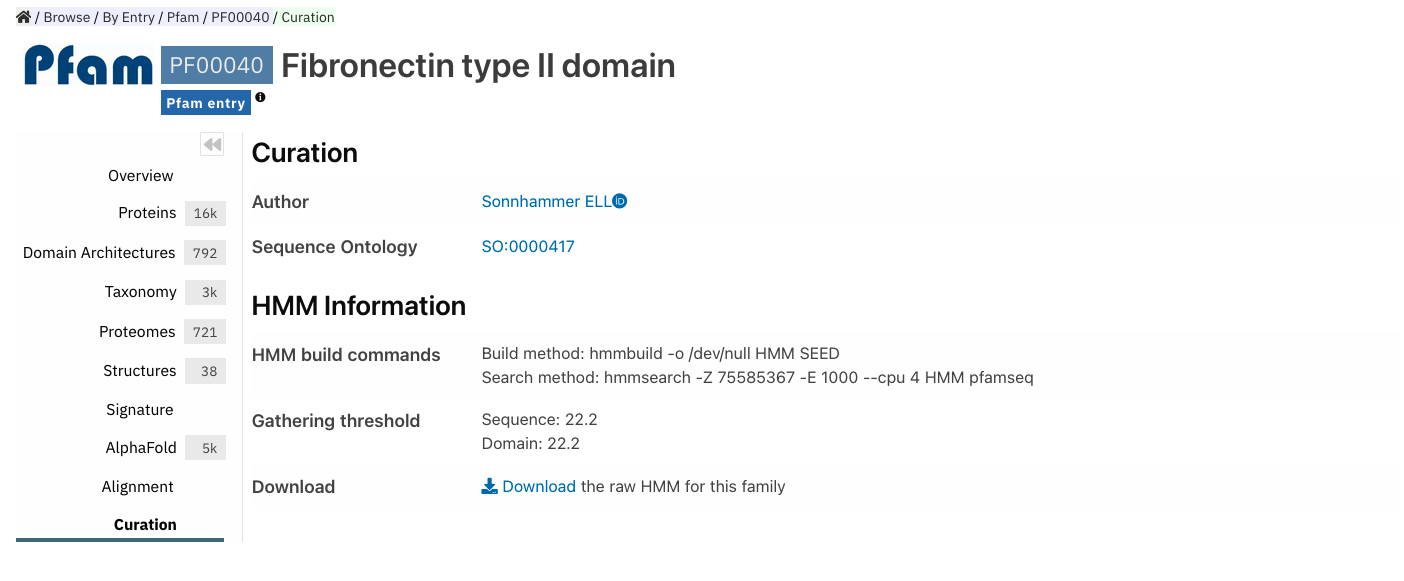 / Browse / By Entry / Pfam / PF00040 / Curation
Pfam PF00040 Fibronectin type II domain
Pfam entry
Curation
Overview
Author Sonnhammer ELL iD
Proteins 16k
Sequence Ontology SO:0000417
Domain Architectures 792
Taxonomy 3k
HMM Information
Proteomes 721
HMM build commands Build method: hmmbuild -o /dev/null HMM SEED
Search method: hmmsearch -Z 75585367 -E 1000 --cpu 4 HMM pfamseq
Structures 38
Signature
Gathering threshold Sequence: 22.2
Domain: 22.2
AlphaFold 5k
Alignment
Download Download the raw HMM for this family
Curation